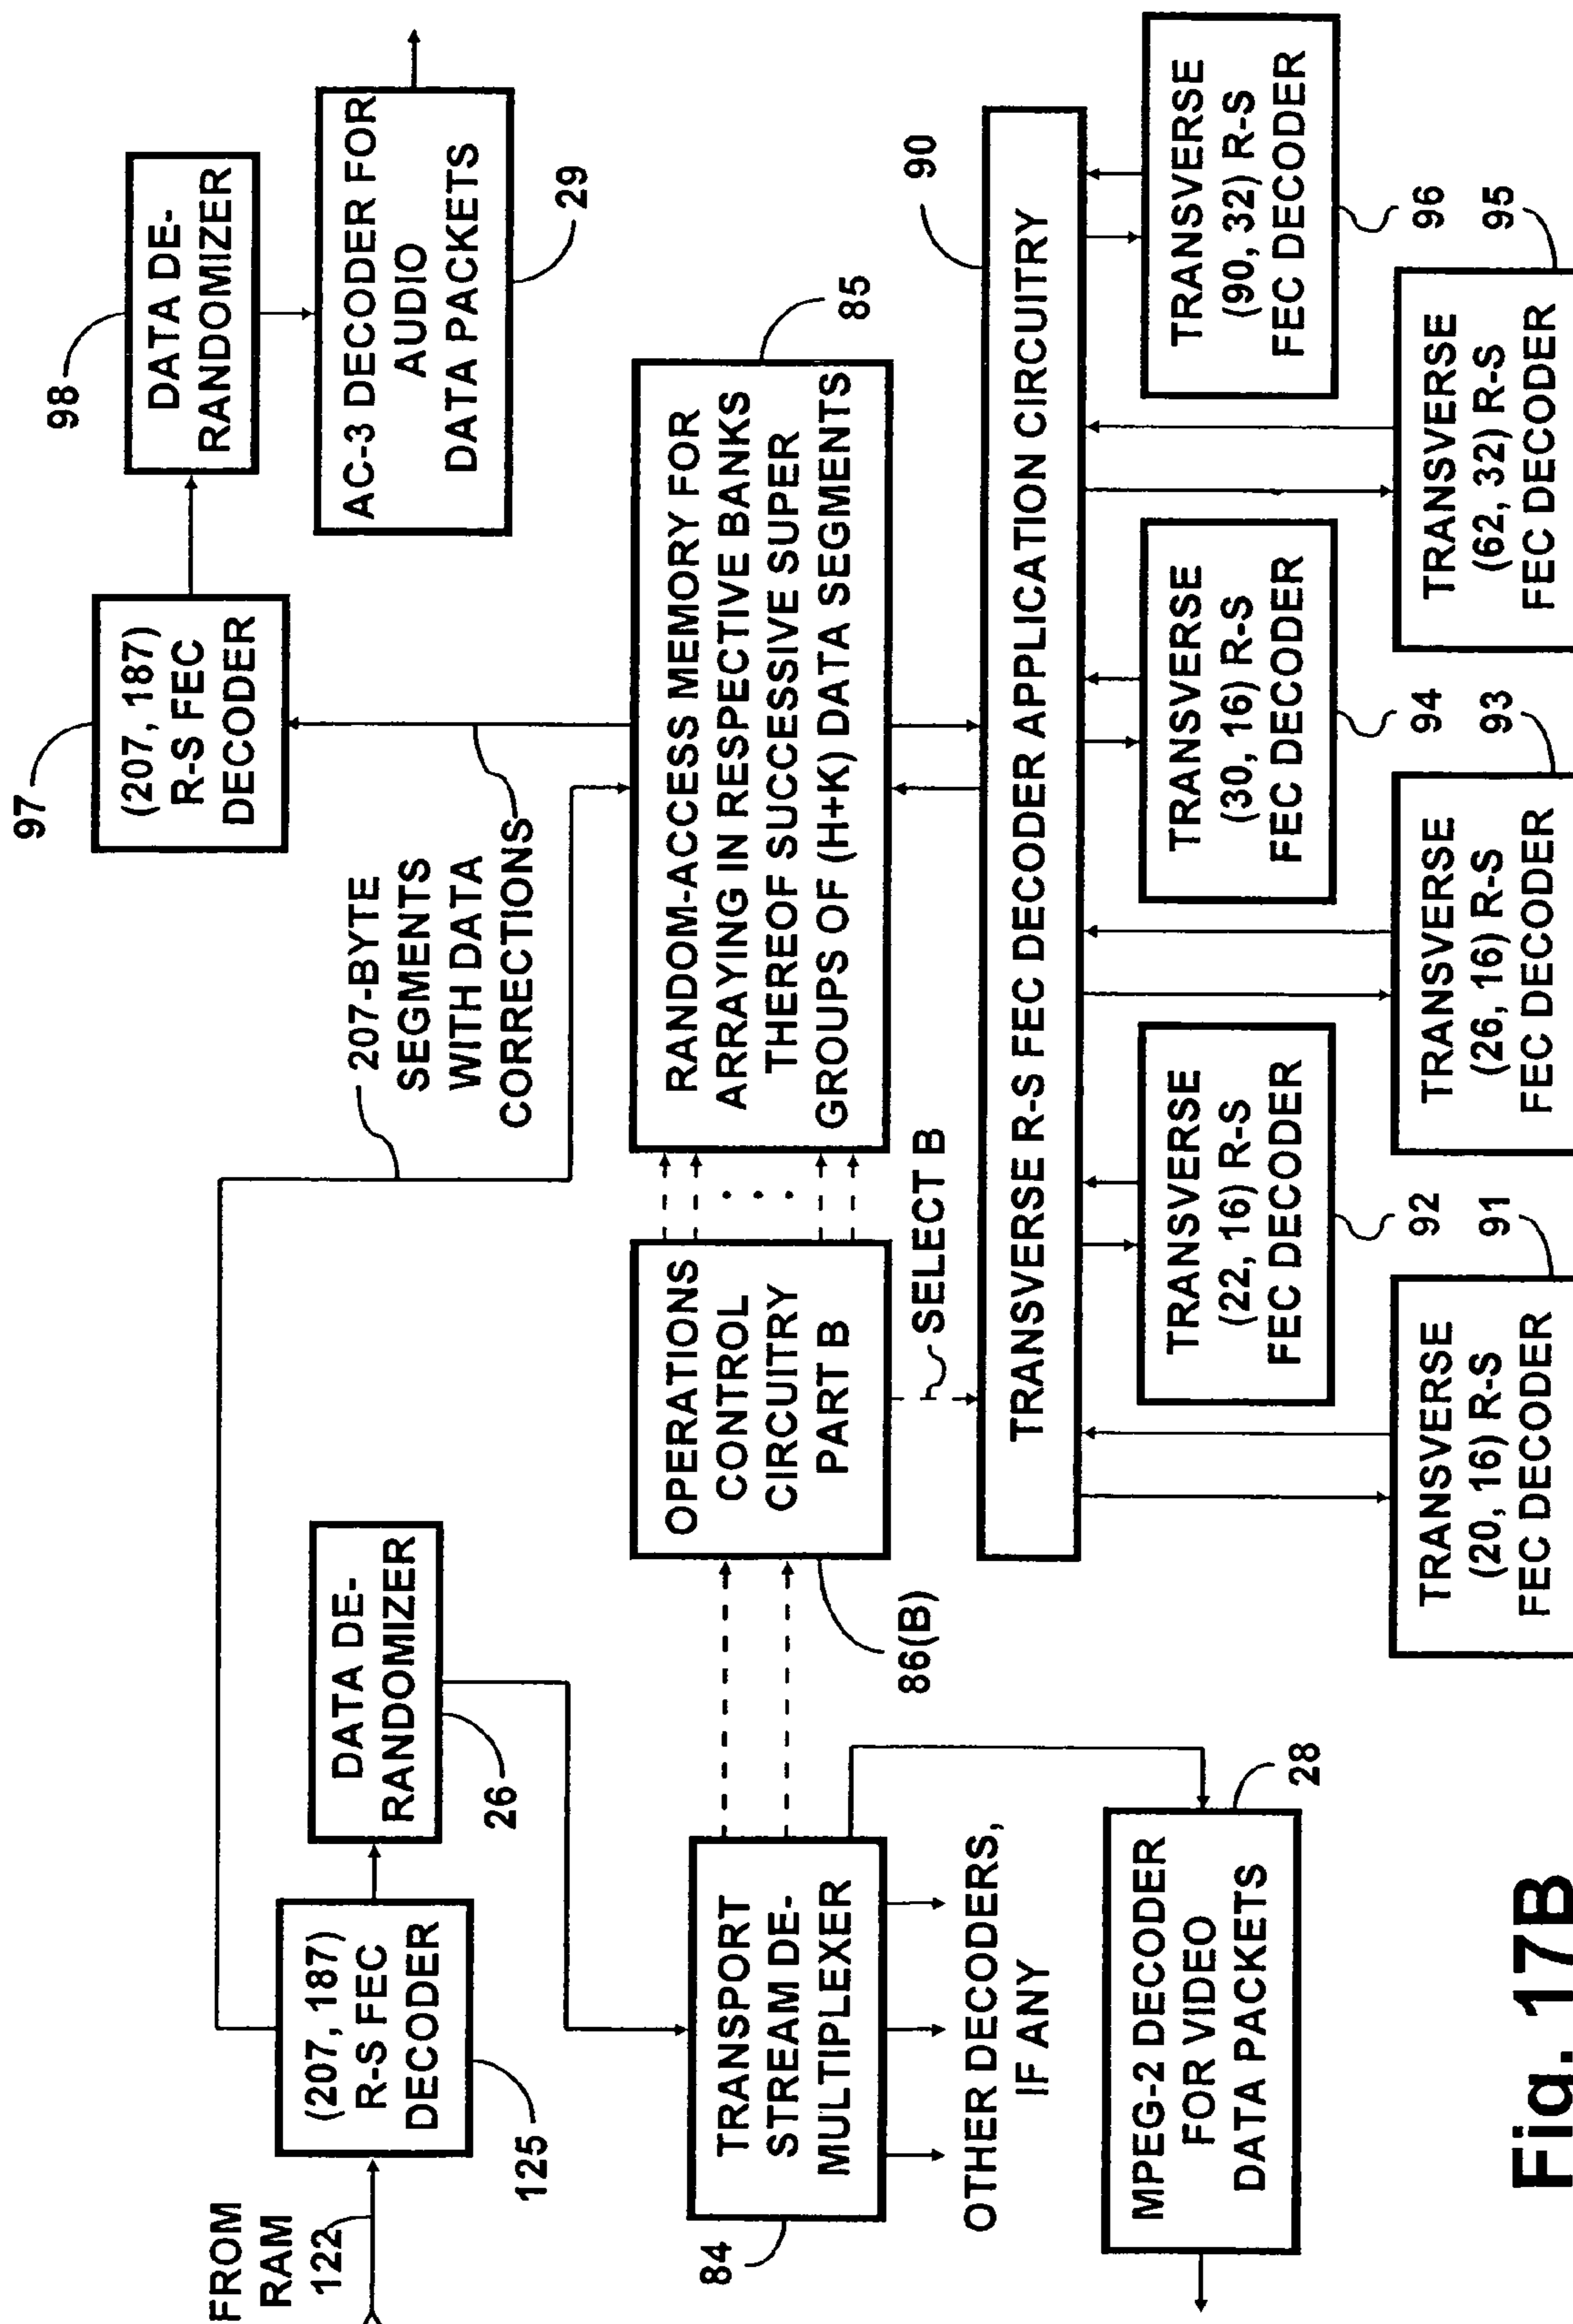 FROM
RAM
122
(207, 187)
R-S FEC
DECODER
125
DATA DE-
RANDOMIZER
26
207-BYTE
SEGMENTS
WITH DATA
CORRECTIONS
97
(207, 187)
R-S FEC
DECODER
98
DATA DE-
RANDOMIZER
AC-3 DECODER FOR
AUDIO
DATA PACKETS
29
84
TRANSPORT
STREAM DE-
MULTIPLEXER
OTHER DECODERS,
IF ANY
MPEG-2 DECODER
FOR VIDEO
DATA PACKETS
28
OPERATIONS
CONTROL
CIRCUITRY
PART B
86(B)
SELECT B
RANDOM-ACCESS MEMORY FOR
ARRAYING IN RESPECTIVE BANKS
THEREOF SUCCESSIVE SUPER
GROUPS OF (H+K) DATA SEGMENTS
85
TRANSVERSE R-S FEC DECODER APPLICATION CIRCUITRY
90
TRANSVERSE
(20, 16) R-S
FEC DECODER
91
TRANSVERSE
(22, 16) R-S
FEC DECODER
92
TRANSVERSE
(26, 16) R-S
FEC DECODER
93
TRANSVERSE
(30, 16) R-S
FEC DECODER
94
TRANSVERSE
(62, 32) R-S
FEC DECODER
95
TRANSVERSE
(90, 32) R-S
FEC DECODER
96
Fig. 17B